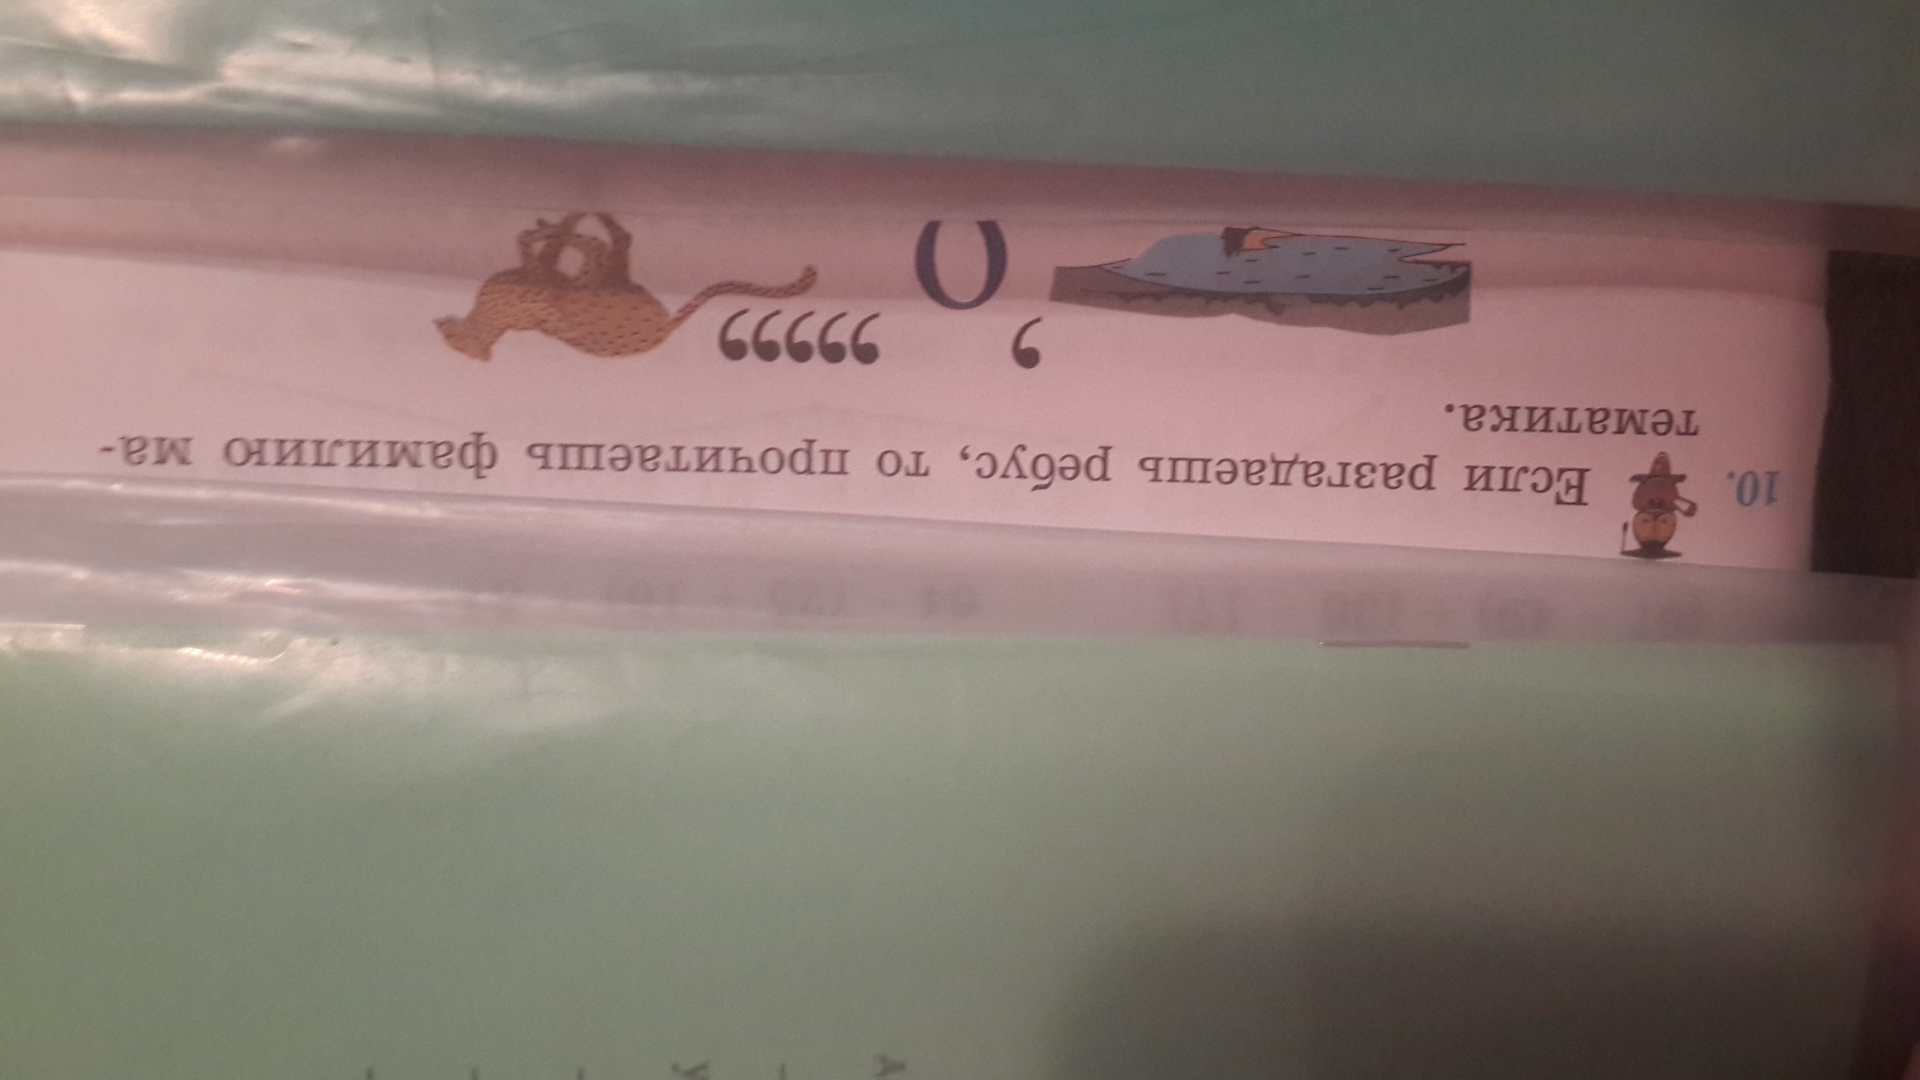 10. Если разгадаешь ребус, то прочитаешь фамилию ма-
тематика.
, О ,,,,,